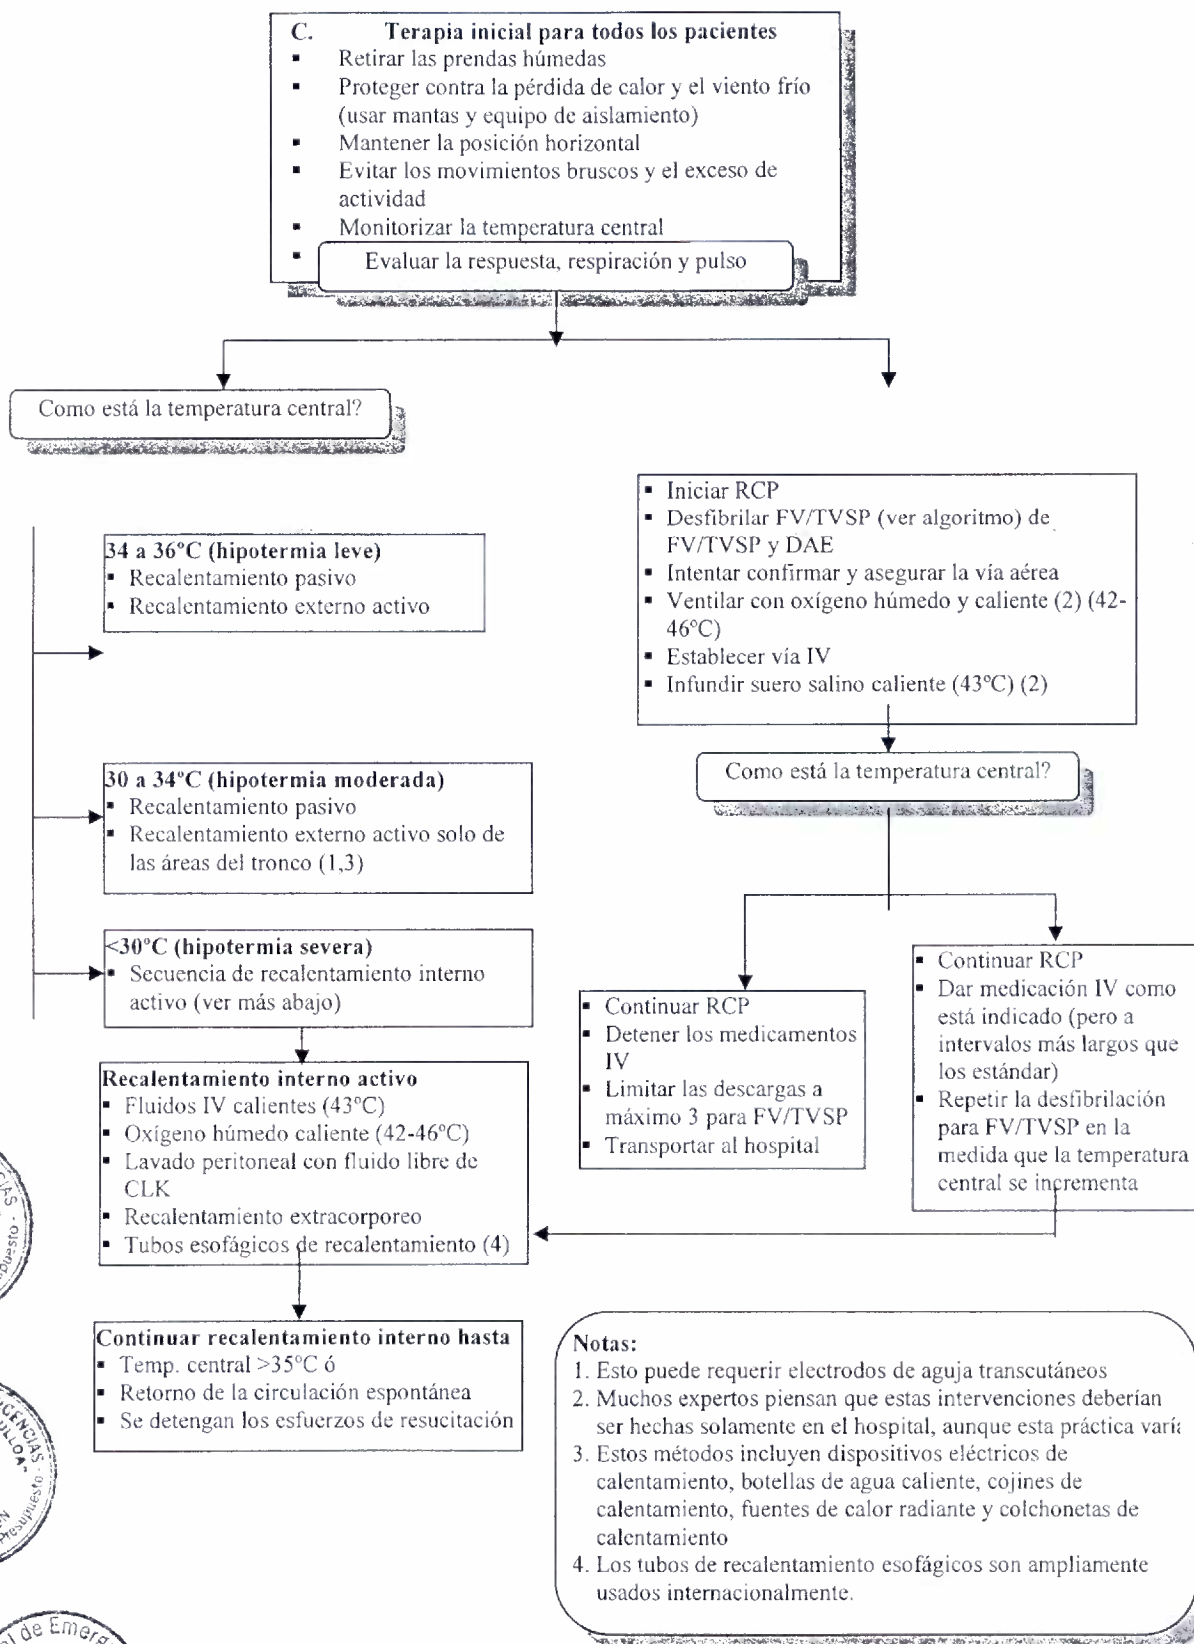 C. Terapia inicial para todos los pacientes
▪ Retirar las prendas húmedas
▪ Proteger contra la pérdida de calor y el viento frío
(usar mantas y equipo de aislamiento)
▪ Mantener la posición horizontal
▪ Evitar los movimientos bruscos y el exceso de
actividad
▪ Monitorizar la temperatura central
▪ Evaluar la respuesta, respiración y pulso
Como está la temperatura central?
34 a 36ºC (hipotermia leve)
▪ Recalentamiento pasivo
▪ Recalentamiento externo activo
30 a 34ºC (hipotermia moderada)
▪ Recalentamiento pasivo
▪ Recalentamiento externo activo solo de
las áreas del tronco (1,3)
<30ºC (hipotermia severa)
▪ Secuencia de recalentamiento interno
activo (ver más abajo)
Recalentamiento interno activo
▪ Fluidos IV calientes (43ºC)
▪ Oxígeno húmedo caliente (42-46ºC)
▪ Lavado peritoneal con fluido libre de
CLK
▪ Recalentamiento extracorporeo
▪ Tubos esofágicos de recalentamiento (4)
Continuar recalentamiento interno hasta
▪ Temp. central >35ºC ó
▪ Retorno de la circulación espontánea
▪ Se detengan los esfuerzos de resucitación
▪ Iniciar RCP
▪ Desfibrilar FV/TVSP (ver algoritmo) de
FV/TVSP y DAE
▪ Intentar confirmar y asegurar la vía aérea
▪ Ventilar con oxígeno húmedo y caliente (2) (42-
46ºC)
▪ Establecer vía IV
▪ Infundir suero salino caliente (43ºC) (2)
Como está la temperatura central?
▪ Continuar RCP
▪ Detener los medicamentos
IV
▪ Limitar las descargas a
máximo 3 para FV/TVSP
▪ Transportar al hospital
▪ Continuar RCP
▪ Dar medicación IV como
está indicado (pero a
intervalos más largos que
los estándar)
▪ Repetir la desfibrilación
para FV/TVSP en la
medida que la temperatura
central se incrementa
Notas:
1. Esto puede requerir electrodos de aguja transcutáneos
2. Muchos expertos piensan que estas intervenciones deberían
ser hechas solamente en el hospital, aunque esta práctica varí
3. Estos métodos incluyen dispositivos eléctricos de
calentamiento, botellas de agua caliente, cojines de
calentamiento, fuentes de calor radiante y colchonetas de
calentamiento
4. Los tubos de recalentamiento esofágicos son ampliamente
usados internacionalmente.
de Emerg